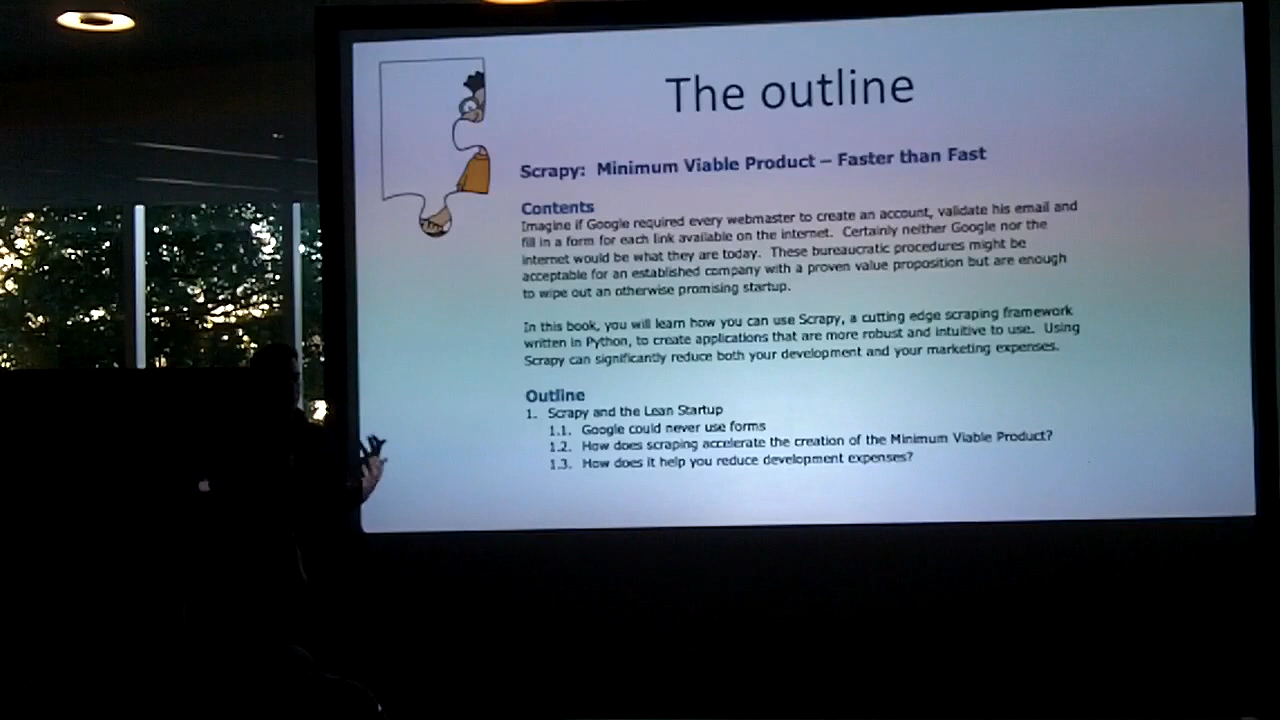 The outline
Scrapy: Minimum Viable Product – Faster than Fast
Contents
Imagine if Google required every webmaster to create an account, validate his email and
fill in a form for each link available on the internet. Certainly neither Google nor the
internet would be what they are today. These bureaucratic procedures might be
acceptable for an established company with a proven value proposition but are enough
to wipe out an otherwise promising startup.
In this book, you will learn how you can use Scrapy, a cutting edge scraping framework
written in Python, to create applications that are more robust and intuitive to use. Using
Scrapy can significantly reduce both your development and your marketing expenses.
Outline
1. Scrapy and the Lean Startup
1.1. Google could never use forms
1.2. How does scraping accelerate the creation of the Minimum Viable Product?
1.3. How does it help you reduce development expenses?